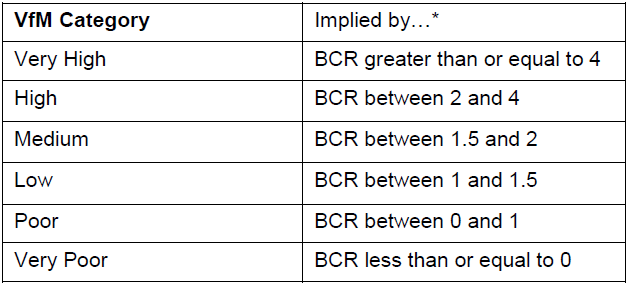 VfM Category Implied by…*
Very High BCR greater than or equal to 4
High BCR between 2 and 4
Medium BCR between 1.5 and 2
Low BCR between 1 and 1.5
Poor BCR between 0 and 1
Very Poor BCR less than or equal to 0